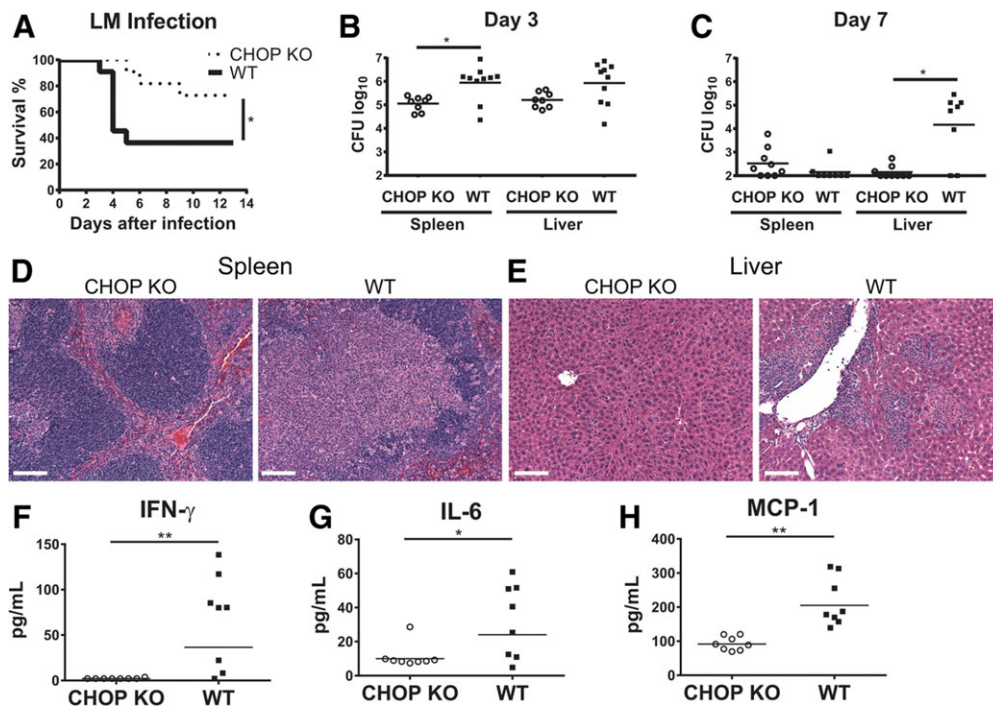 A
LM Infection
CHOP KO
WT
Survival %
100
80
60
40
20
0
*
0 2 4 6 8 10 12 14
Days after infection
B
Day 3
*
CFU log10
7
6
5
4
3
2
CHOP KO WT CHOP KO WT
Spleen Liver
C
Day 7
*
CFU log10
7
6
5
4
3
2
CHOP KO WT CHOP KO WT
Spleen Liver
D
Spleen
CHOP KO WT
E
Liver
CHOP KO WT
F
IFN-γ
**
pg/mL
150
100
50
0
CHOP KO WT
G
IL-6
*
pg/mL
80
60
40
20
0
CHOP KO WT
H
MCP-1
**
pg/mL
400
300
200
100
0
CHOP KO WT